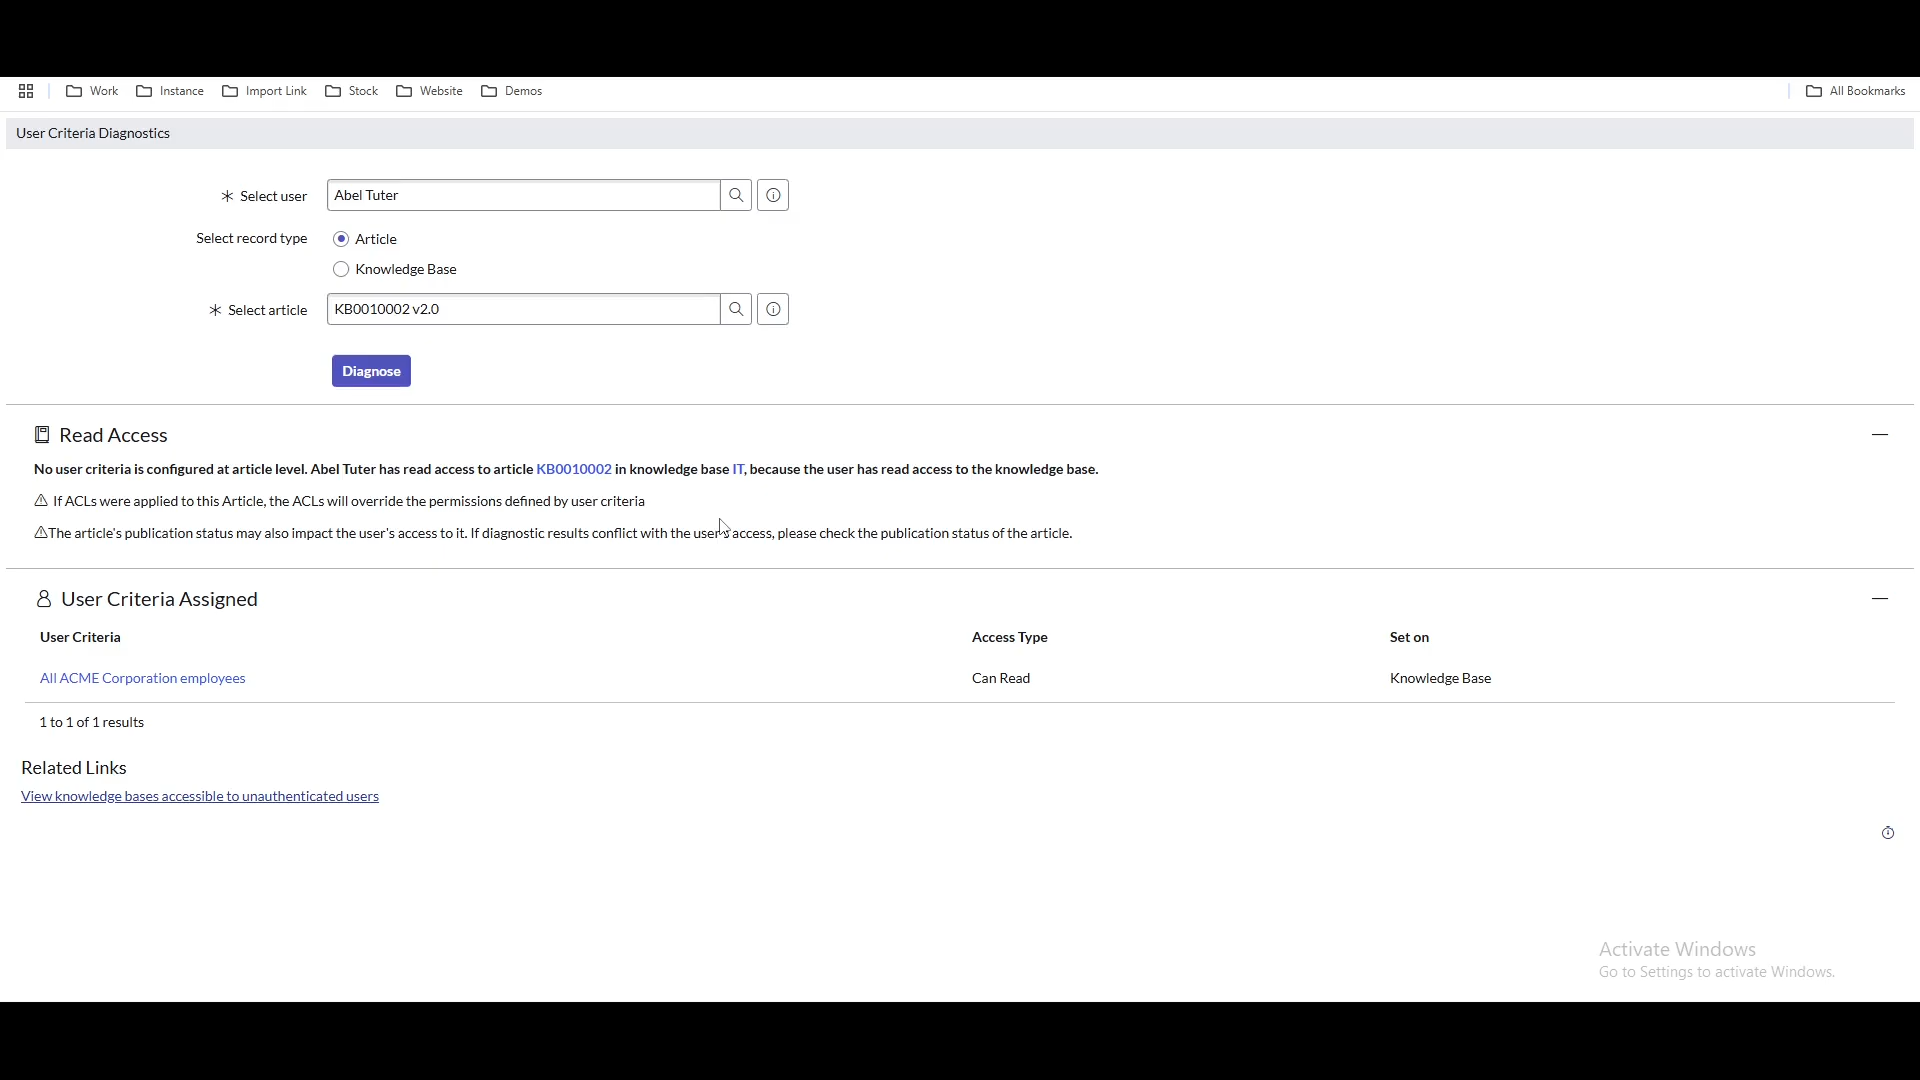 Work Instance Import Link Stock Website Demos All Bookmarks
User Criteria Diagnostics
* Select user Abel Tuter
Select record type Article
Knowledge Base
* Select article KB0010002 v2.0
Diagnose
Read Access
No user criteria is configured at article level. Abel Tuter has read access to article KB0010002 in knowledge base IT, because the user has read access to the knowledge base.
If ACLs were applied to this Article, the ACLs will override the permissions defined by user criteria
The article's publication status may also impact the user's access to it. If diagnostic results conflict with the user's access, please check the publication status of the article.
User Criteria Assigned
User Criteria Access Type Set on
All ACME Corporation employees Can Read Knowledge Base
1 to 1 of 1 results
Related Links
View knowledge bases accessible to unauthenticated users
Activate Windows
Go to Settings to activate Windows.